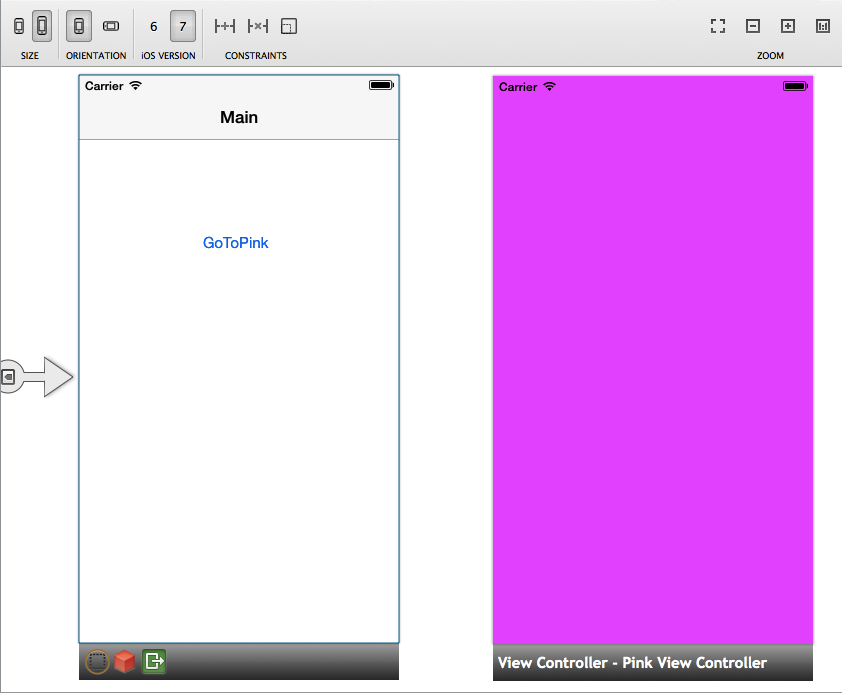 6 7
SIZE ORIENTATION iOS VERSION CONSTRAINTS ZOOM
Carrier
Main
GoToPink
Carrier
View Controller - Pink View Controller